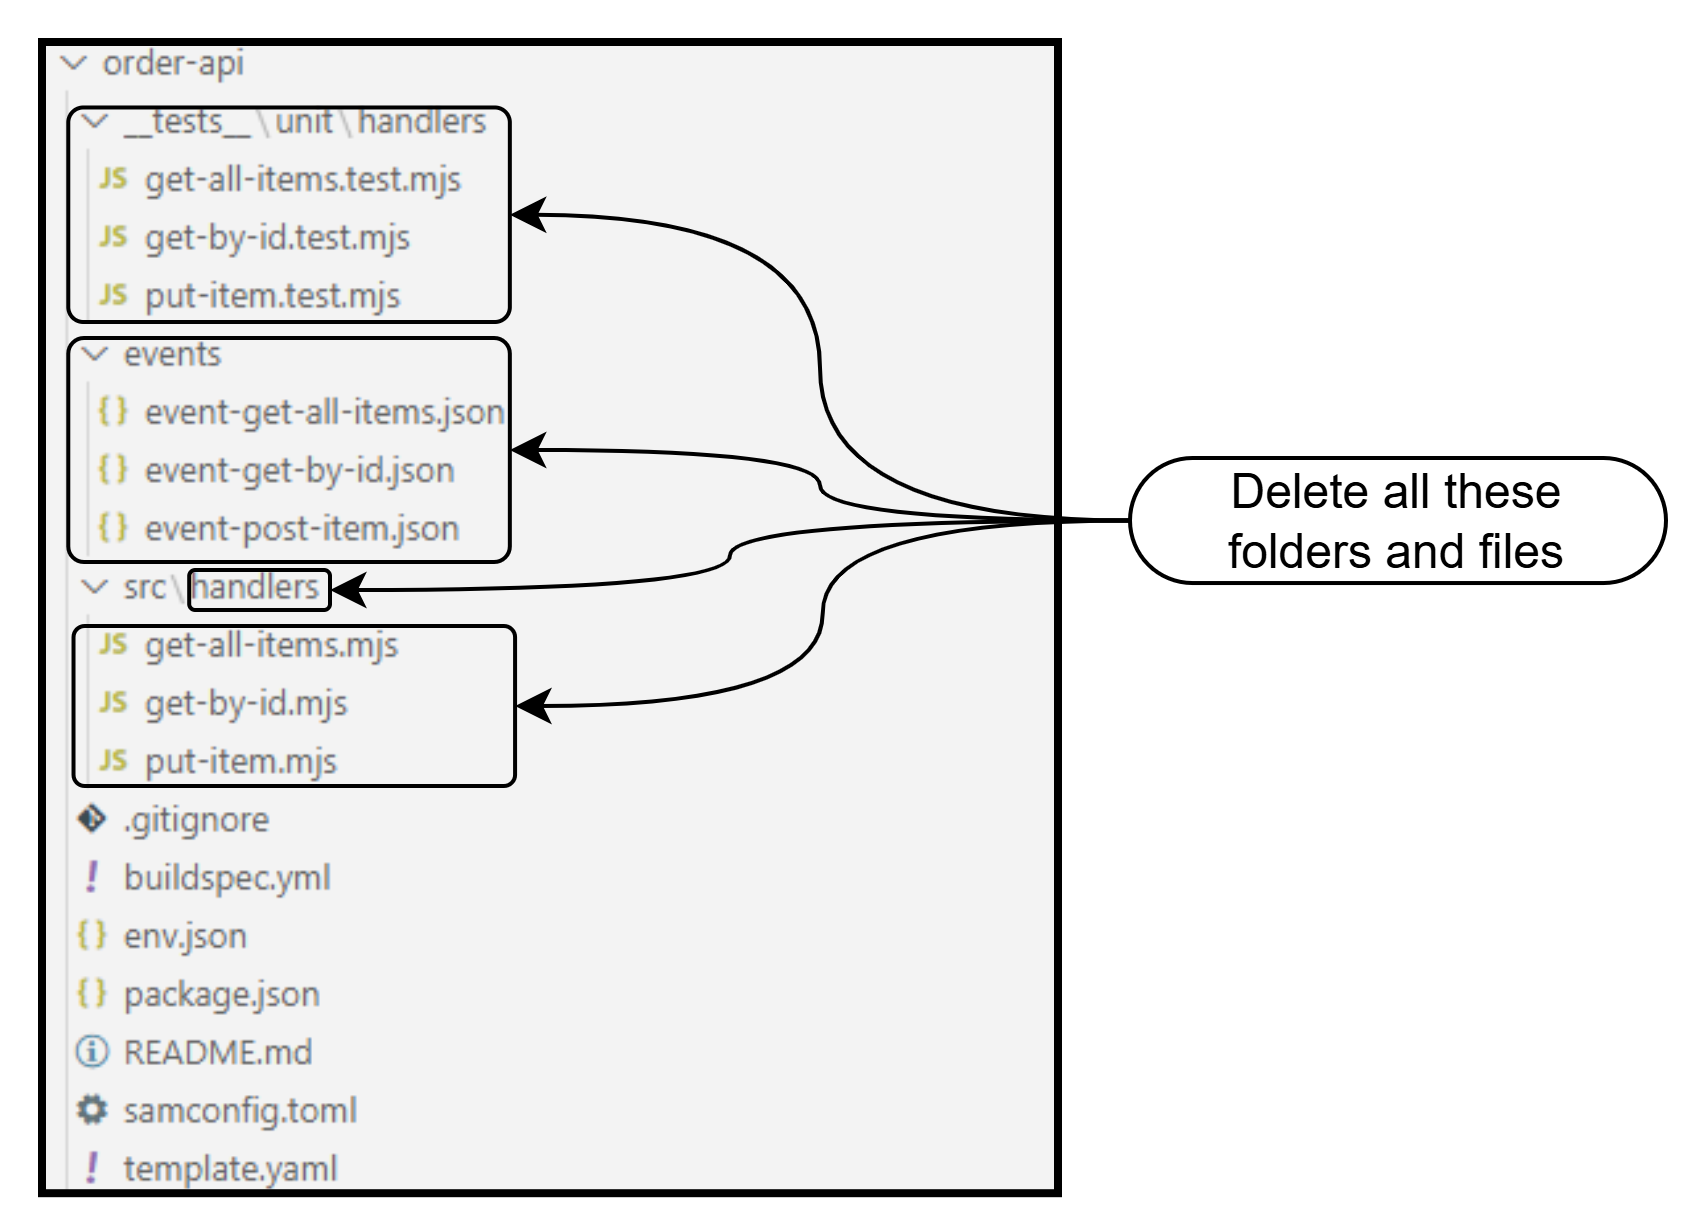 order-api
__tests__\unit\handlers
JS get-all-items.test.mjs
JS get-by-id.test.mjs
JS put-item.test.mjs
events
{} event-get-all-items.json
{} event-get-by-id.json
{} event-post-item.json
src\handlers
JS get-all-items.mjs
JS get-by-id.mjs
JS put-item.mjs
.gitignore
! buildspec.yml
{} env.json
{} package.json
README.md
samconfig.toml
! template.yaml
Delete all these
folders and files